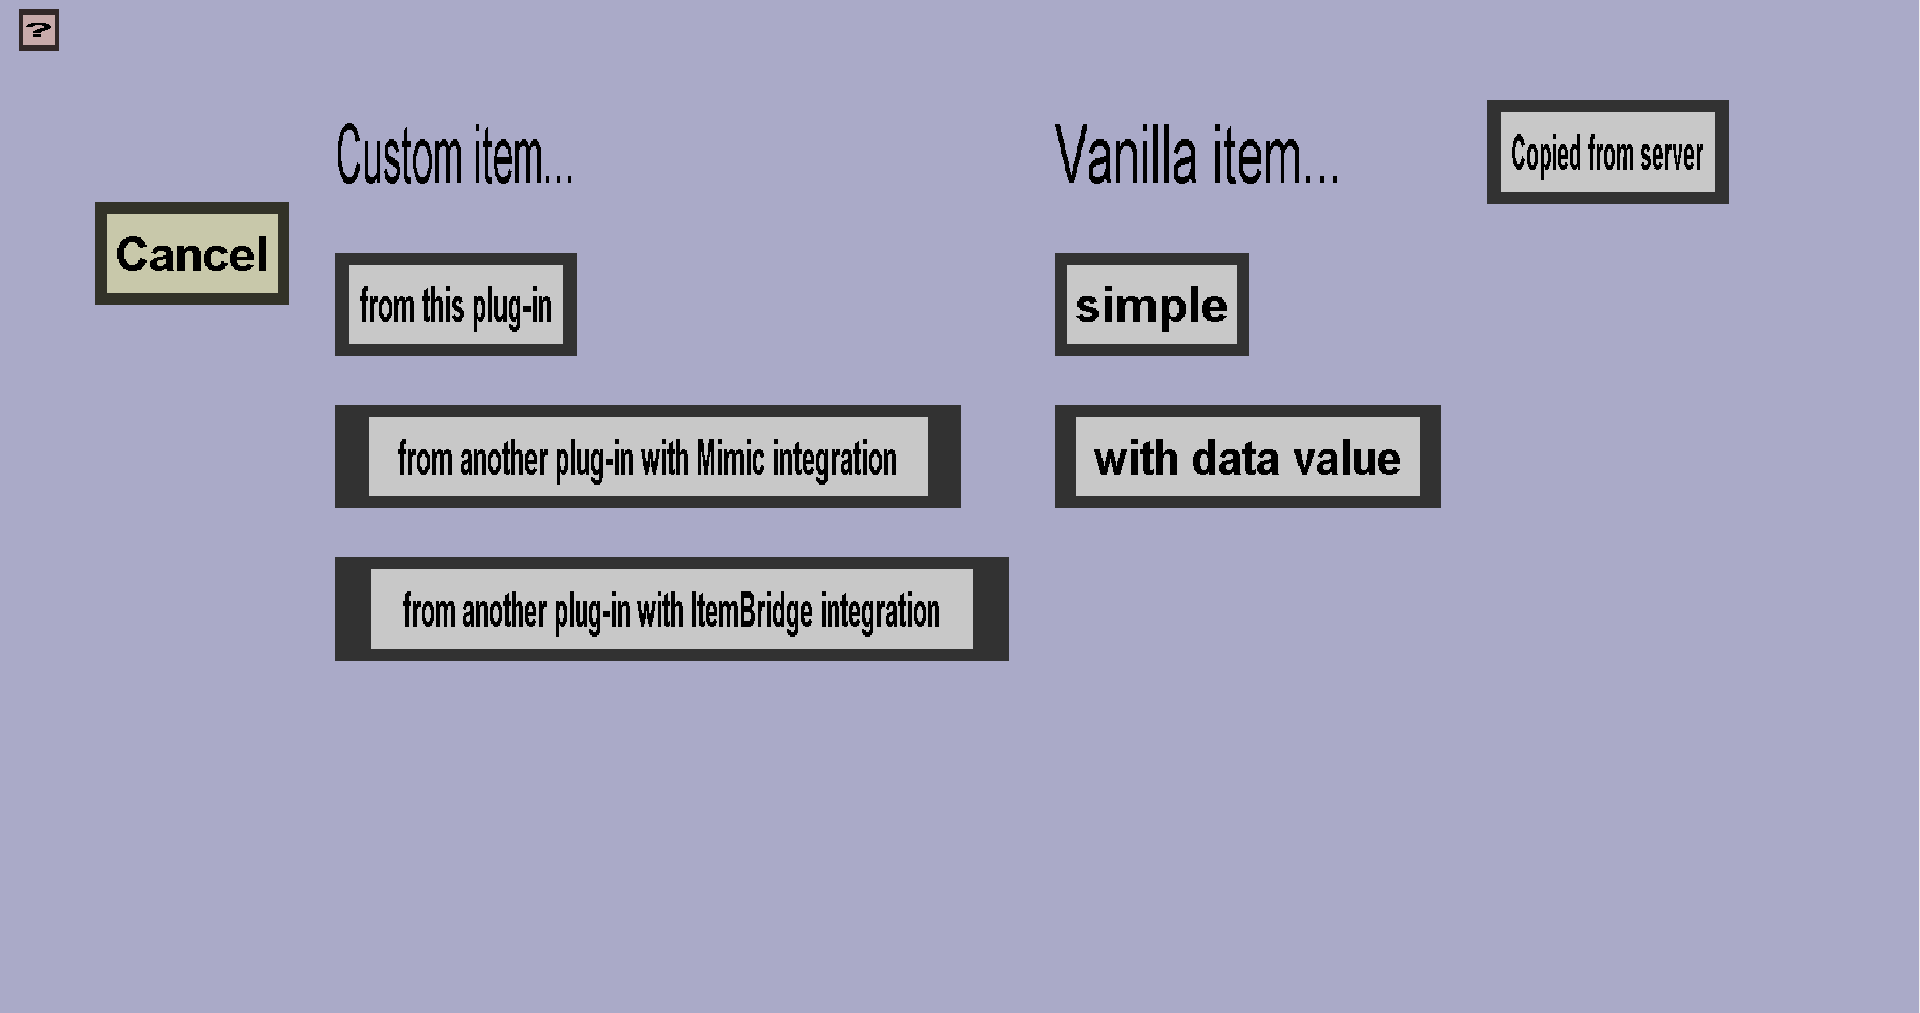 ?
Custom item...
Vanilla item...
Copied from server
Cancel
from this plug-in
simple
from another plug-in with Mimic integration
with data value
from another plug-in with ItemBridge integration